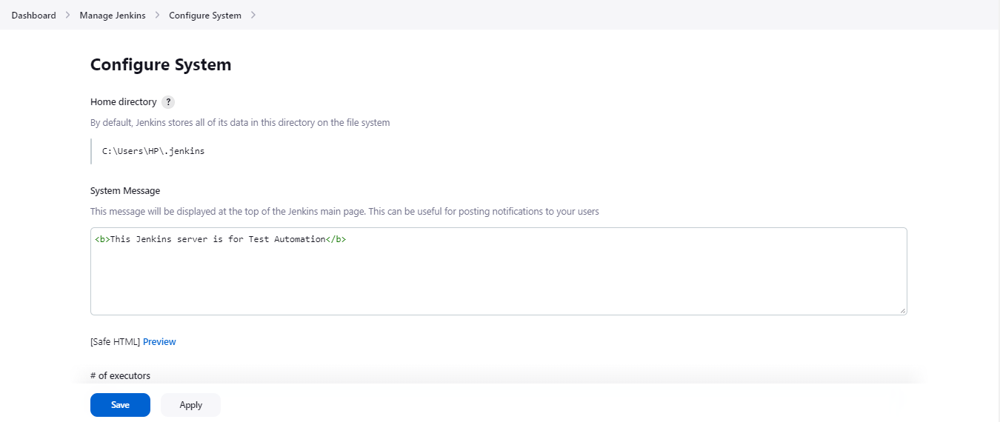 Dashboard > Manage Jenkins > Configure System >
Configure System
Home directory ?
By default, Jenkins stores all of its data in this directory on the file system
C:\Users\HP\.jenkins
System Message
This message will be displayed at the top of the Jenkins main page. This can be useful for posting notifications to your users
<b>This Jenkins server is for Test Automation</b>
[Safe HTML] Preview
# of executors
Save Apply